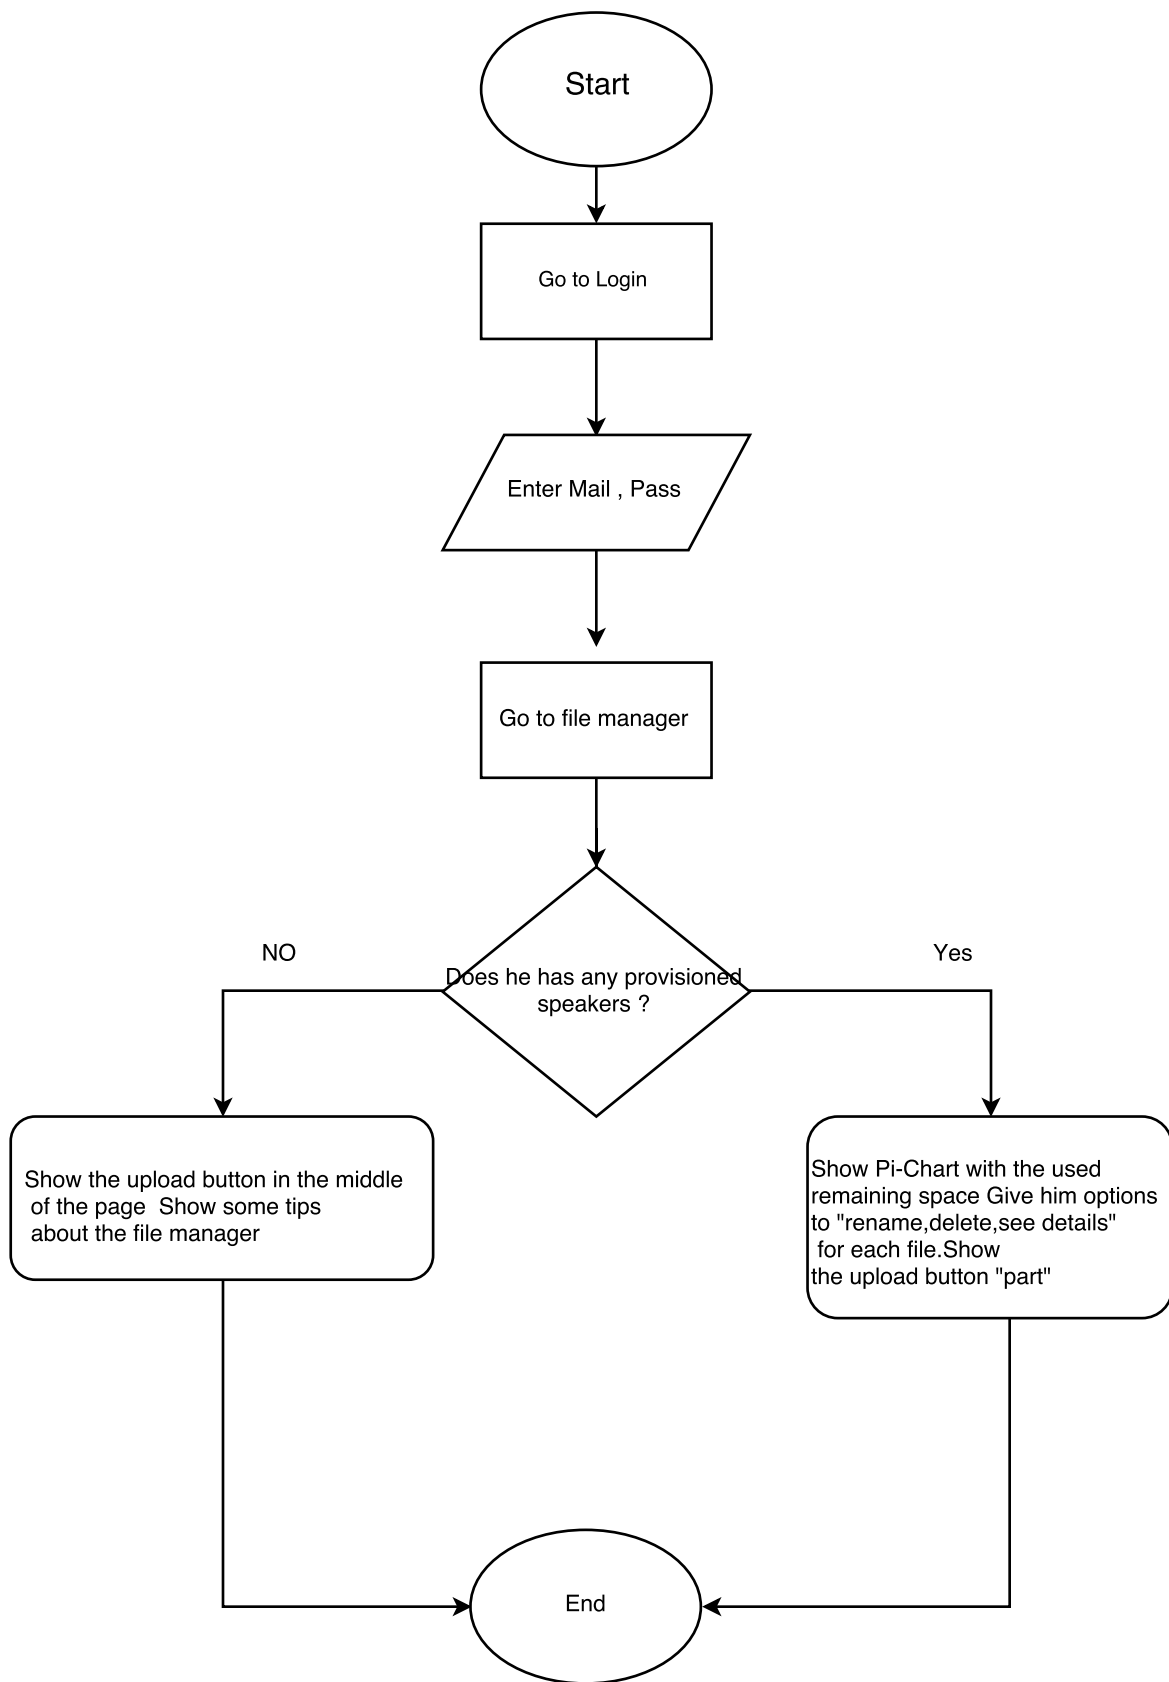 Start
Go to Login
Enter Mail , Pass
Go to file manager
NO
Yes
Does he has any provisioned
speakers ?
Show the upload button in the middle
of the page  Show some tips
about the file manager
Show Pi-Chart with the used
remaining space Give him options
to "rename,delete,see details"
for each file.Show
the upload button "part"
End